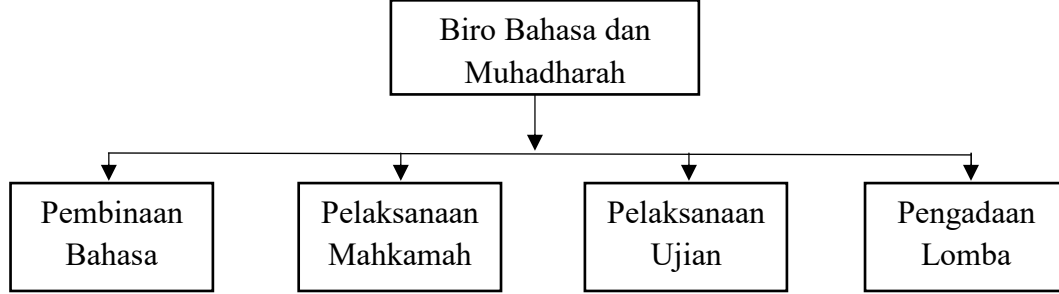 Biro Bahasa dan
Muhadharah
Pembinaan
Bahasa
Pelaksanaan
Mahkamah
Pelaksanaan
Ujian
Pengadaan
Lomba